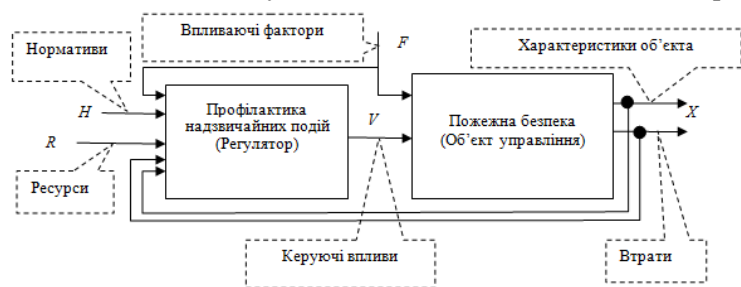 Впливаючі фактори
F
Характеристики об’єкта
Нормативи
H
Профілактика
надзвичайних подій
(Регулятор)
V
Пожежна безпека
(Об’єкт управління)
X
R
Ресурси
Керуючі впливи
Втрати